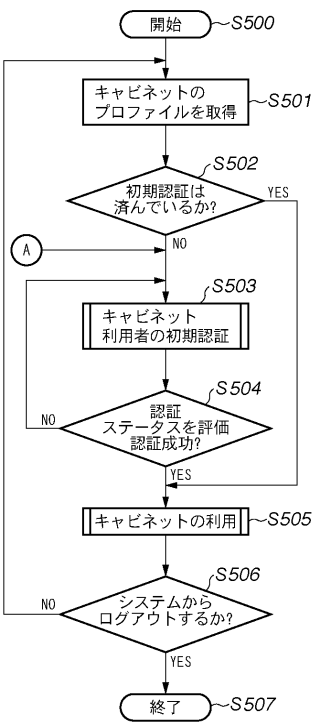 開始
S500
キャビネットの
プロファイルを取得
S501
S502
初期認証は
済んでいるか?
YES
NO
A
S503
キャビネット
利用者の初期認証
S504
認証
ステータスを評価
認証成功?
NO
YES
キャビネットの利用
S505
S506
システムから
ログアウトするか?
NO
YES
終了
S507